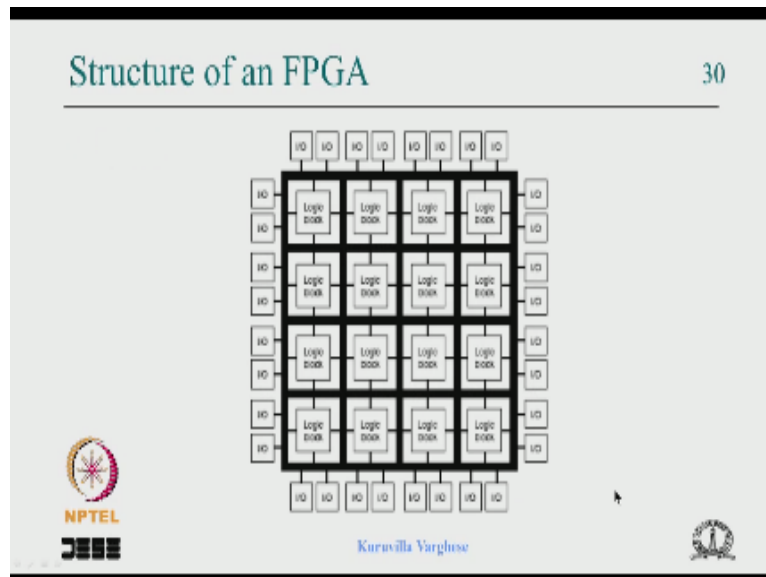 Structure of an FPGA
30
I/O I/O I/O I/O I/O I/O I/O I/O
I/O Logic block Logic block Logic block Logic block I/O
I/O I/O
I/O Logic block Logic block Logic block Logic block I/O
I/O I/O
I/O Logic block Logic block Logic block Logic block I/O
I/O I/O
I/O Logic block Logic block Logic block Logic block I/O
I/O I/O
I/O I/O I/O I/O I/O I/O I/O I/O
NPTEL
DESE
Kuruvilla Varghese